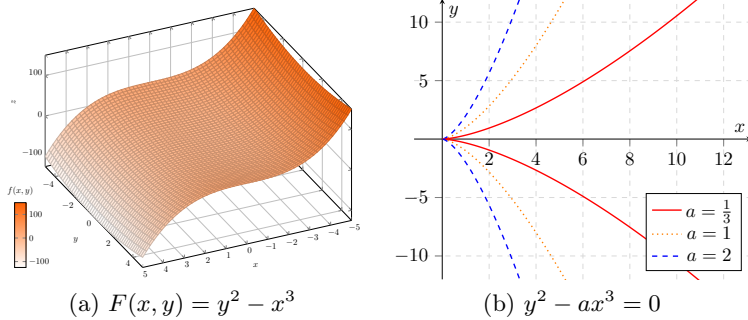 100
0
−100
z
−4
−2
0
2
4
y
5
4
3
2
1
0
−1
−2
−3
−4
−5
x
f(x, y)
100
0
−100
(a) F(x, y) = y² − x³
y
10
5
−5
−10
2
4
6
8
10
12
x
a = 1/3
a = 1
a = 2
(b) y² − ax³ = 0